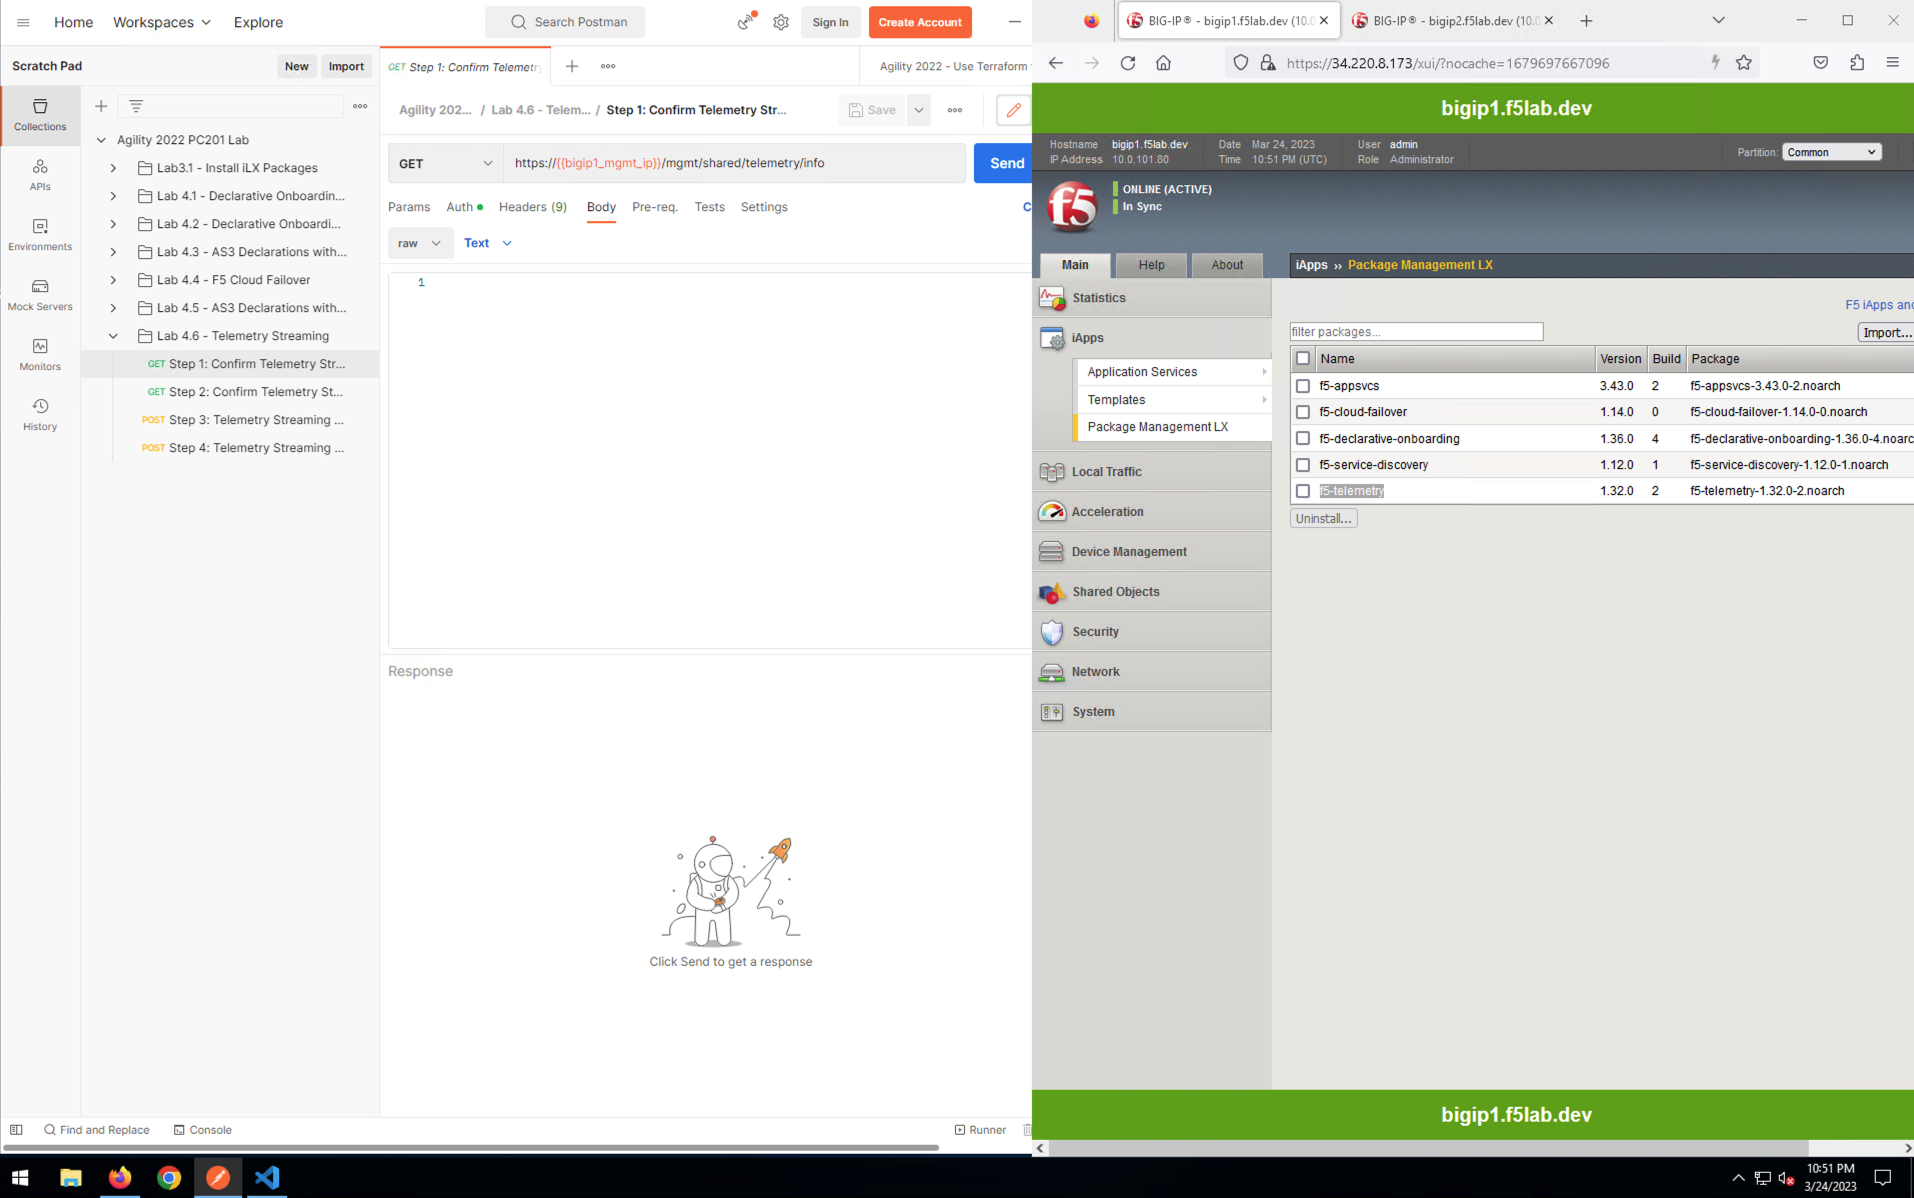 Home
Workspaces
Explore
Search Postman
Sign In
Create Account
Scratch Pad
New
Import
Collections
APIs
Environments
Mock Servers
Monitors
History
Agility 2022 PC201 Lab
Lab3.1 - Install iLX Packages
Lab 4.1 - Declarative Onboardin...
Lab 4.2 - Declarative Onboardi...
Lab 4.3 - AS3 Declarations with...
Lab 4.4 - F5 Cloud Failover
Lab 4.5 - AS3 Declarations with...
Lab 4.6 - Telemetry Streaming
GET Step 1: Confirm Telemetry Str...
GET Step 2: Confirm Telemetry St...
POST Step 3: Telemetry Streaming ...
POST Step 4: Telemetry Streaming ...
GET Step 1: Confirm Telemetr
Agility 2022 - Use Terraform
Agility 202... / Lab 4.6 - Telem... / Step 1: Confirm Telemetry Str...
Save
GET
https://{{bigip1_mgmt_ip}}/mgmt/shared/telemetry/info
Send
Params
Auth
Headers (9)
Body
Pre-req.
Tests
Settings
C
raw
Text
1
Response
Click Send to get a response
Find and Replace
Console
Runner
BIG-IP® - bigip1.f5lab.dev (10.0
BIG-IP® - bigip2.f5lab.dev (10.0
https://34.220.8.173/xui/?nocache=1679697667096
bigip1.f5lab.dev
Hostname bigip1.f5lab.dev
IP Address 10.0.101.80
Date Mar 24, 2023
Time 10:51 PM (UTC)
User admin
Role Administrator
Partition: Common
f5
ONLINE (ACTIVE)
In Sync
Main
Help
About
iApps ›› Package Management LX
Statistics
iApps
Application Services
Templates
Package Management LX
Local Traffic
Acceleration
Device Management
Shared Objects
Security
Network
System
F5 iApps and
filter packages...
Import...
Name Version Build Package
f5-appsvcs 3.43.0 2 f5-appsvcs-3.43.0-2.noarch
f5-cloud-failover 1.14.0 0 f5-cloud-failover-1.14.0-0.noarch
f5-declarative-onboarding 1.36.0 4 f5-declarative-onboarding-1.36.0-4.noarc
f5-service-discovery 1.12.0 1 f5-service-discovery-1.12.0-1.noarch
f5-telemetry 1.32.0 2 f5-telemetry-1.32.0-2.noarch
Uninstall...
bigip1.f5lab.dev
10:51 PM
3/24/2023